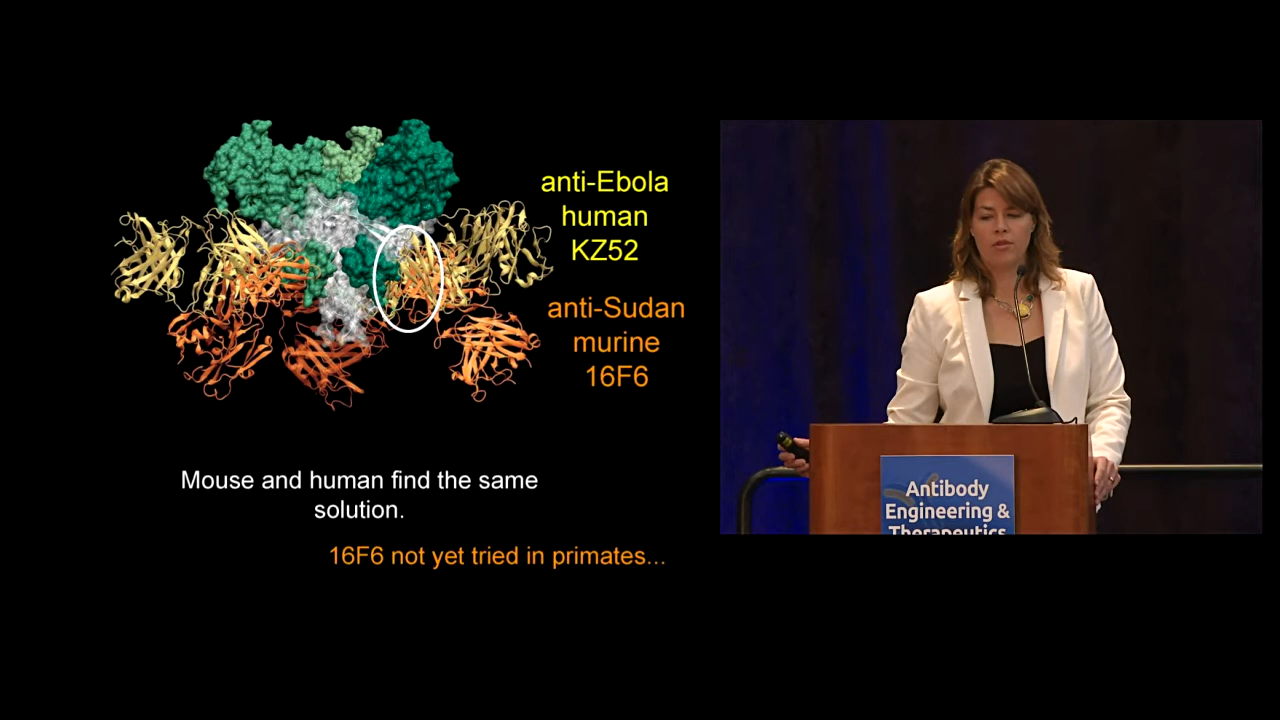 anti-Ebola
human
KZ52
anti-Sudan
murine
16F6
Mouse and human find the same
solution.
16F6 not yet tried in primates...
Antibody
Engineering &
Therapeutics